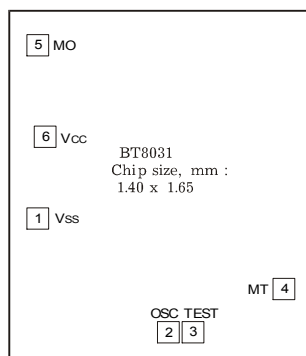 5 MO
6 Vcc
BT8031
Chip size, mm :
1.40 x 1.65
1 Vss
MT 4
OSC TEST
2 3